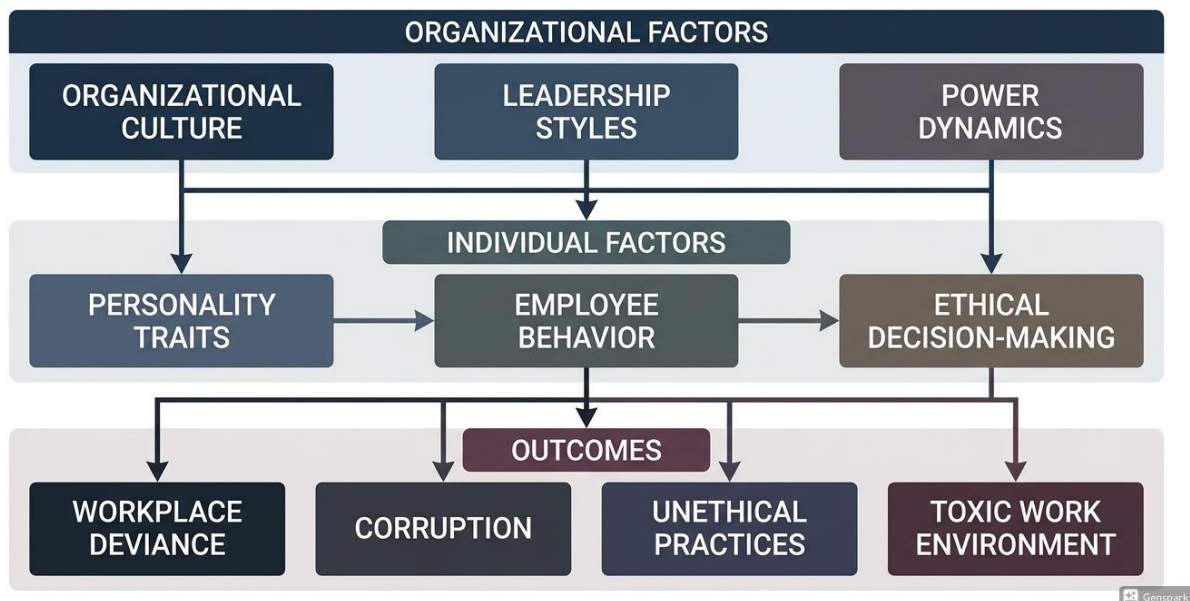 ORGANIZATIONAL FACTORS
ORGANIZATIONAL
CULTURE
LEADERSHIP
STYLES
POWER
DYNAMICS
INDIVIDUAL FACTORS
PERSONALITY
TRAITS
EMPLOYEE
BEHAVIOR
ETHICAL
DECISION-MAKING
OUTCOMES
WORKPLACE
DEVIANCE
CORRUPTION
UNETHICAL
PRACTICES
TOXIC WORK
ENVIRONMENT
Genspark